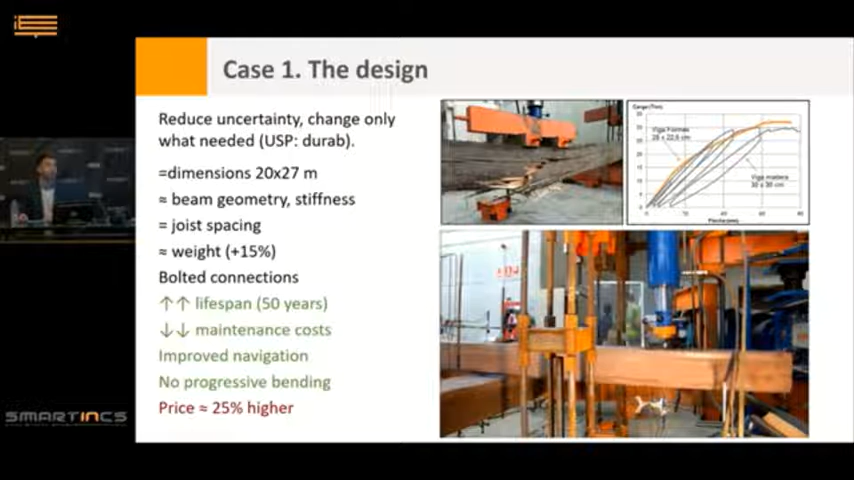 Case 1. The design
Reduce uncertainty, change only
what needed (USP: durab).
=dimensions 20x27 m
≈ beam geometry, stiffness
= joist spacing
≈ weight (+15%)
Bolted connections
↑↑ lifespan (50 years)
↓↓ maintenance costs
Improved navigation
No progressive bending
Price ≈ 25% higher
Viga Formex
Viga madera
30 x 30 cm
SMARTINCS